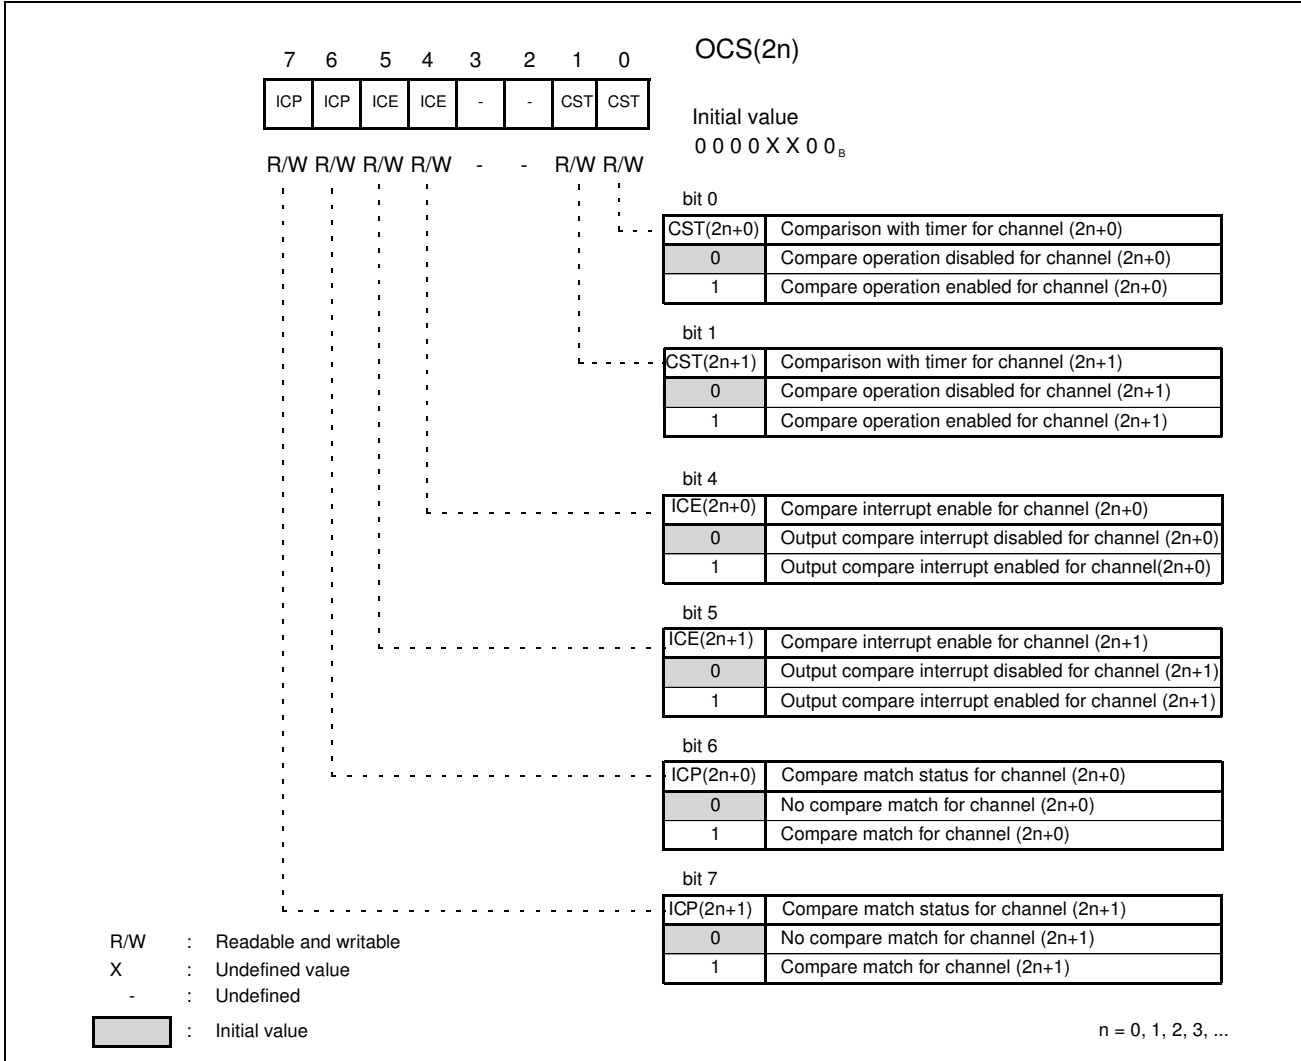 OCS(2n)
7 6 5 4 3 2 1 0
ICP ICP ICE ICE - - CST CST
Initial value
0 0 0 0 X X 0 0 B
R/W R/W R/W R/W - - R/W R/W
bit 0
CST(2n+0) Comparison with timer for channel (2n+0)
0 Compare operation disabled for channel (2n+0)
1 Compare operation enabled for channel (2n+0)
bit 1
CST(2n+1) Comparison with timer for channel (2n+1)
0 Compare operation disabled for channel (2n+1)
1 Compare operation enabled for channel (2n+1)
bit 4
ICE(2n+0) Compare interrupt enable for channel (2n+0)
0 Output compare interrupt disabled for channel (2n+0)
1 Output compare interrupt enabled for channel(2n+0)
bit 5
ICE(2n+1) Compare interrupt enable for channel (2n+1)
0 Output compare interrupt disabled for channel (2n+1)
1 Output compare interrupt enabled for channel (2n+1)
bit 6
ICP(2n+0) Compare match status for channel (2n+0)
0 No compare match for channel (2n+0)
1 Compare match for channel (2n+0)
bit 7
ICP(2n+1) Compare match status for channel (2n+1)
0 No compare match for channel (2n+1)
1 Compare match for channel (2n+1)
R/W : Readable and writable
X : Undefined value
- : Undefined
: Initial value
n = 0, 1, 2, 3, ...